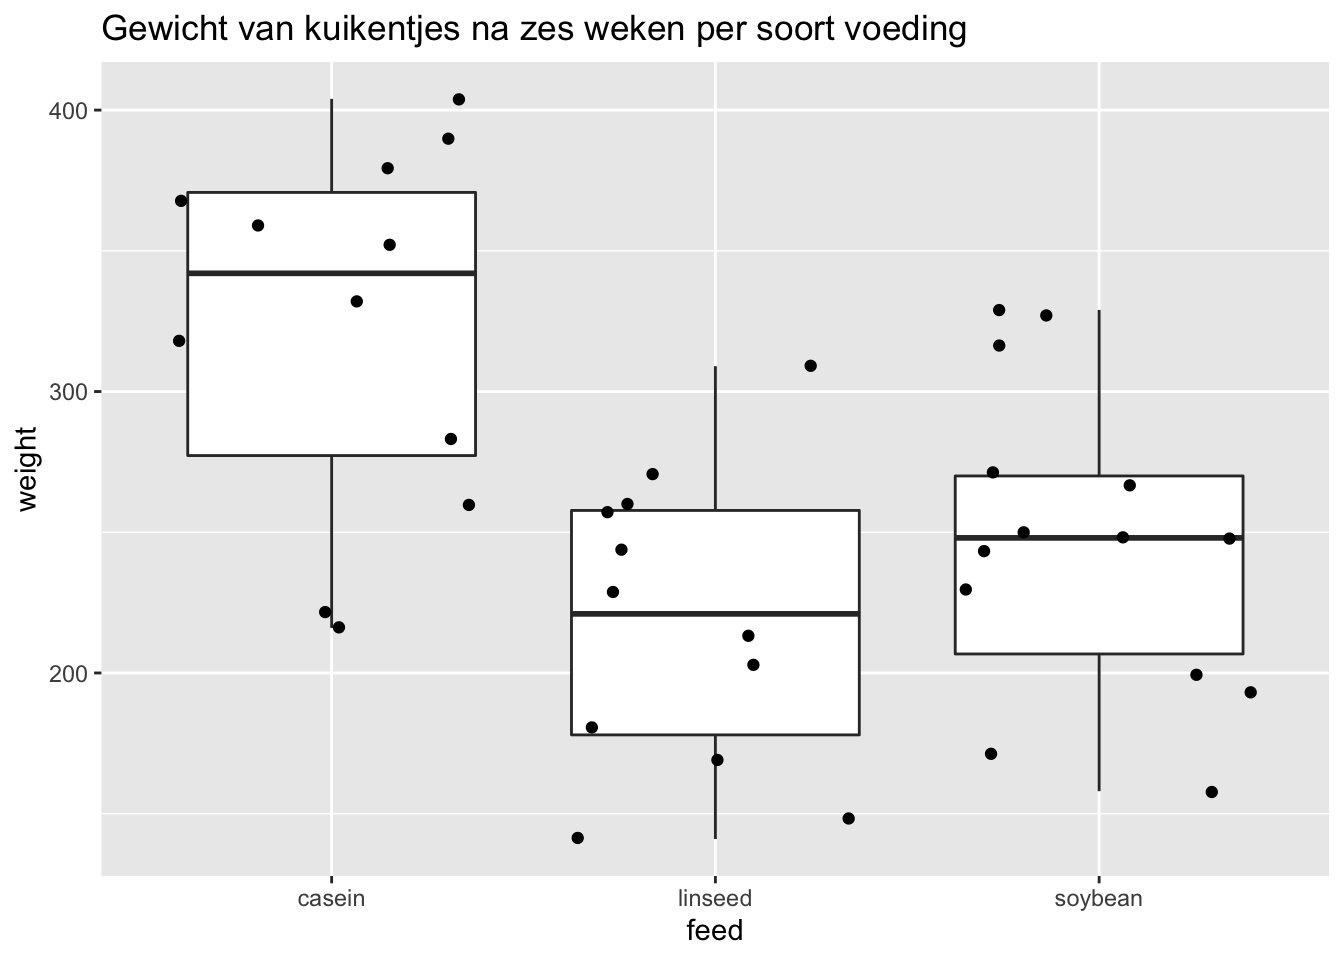 Gewicht van kuikentjes na zes weken per soort voeding
400
300
200
weight
casein linseed soybean
feed